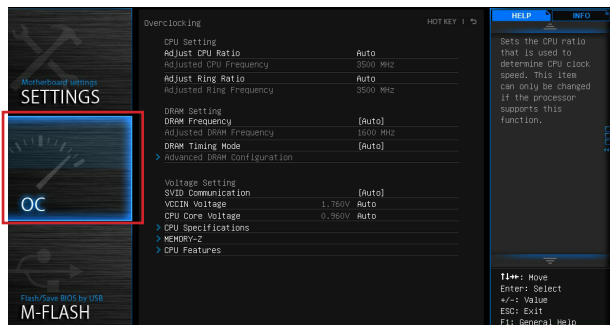 Motherboard settings
SETTINGS
OC
Flash/Save BIOS by USB
M-FLASH
Overclocking
HOT KEY
CPU Setting
Adjust CPU Ratio Auto
Adjusted CPU Frequency 3500 MHz
Adjust Ring Ratio Auto
Adjusted Ring Frequency 3500 MHz
DRAM Setting
DRAM Frequency [Auto]
Adjusted DRAM Frequency 1600 MHz
DRAM Timing Mode [Auto]
> Advanced DRAM Configuration
Voltage Setting
SVID Communication [Auto]
VCCIN Voltage 1.760V Auto
CPU Core Voltage 0.960V Auto
> CPU Specifications
> MEMORY-Z
> CPU Features
HELP
INFO
Sets the CPU ratio
that is used to
determine CPU clock
speed. This item
can only be changed
if the processor
supports this
function.
↑↓→←: Move
Enter: Select
+/-: Value
ESC: Exit
F1: General Help